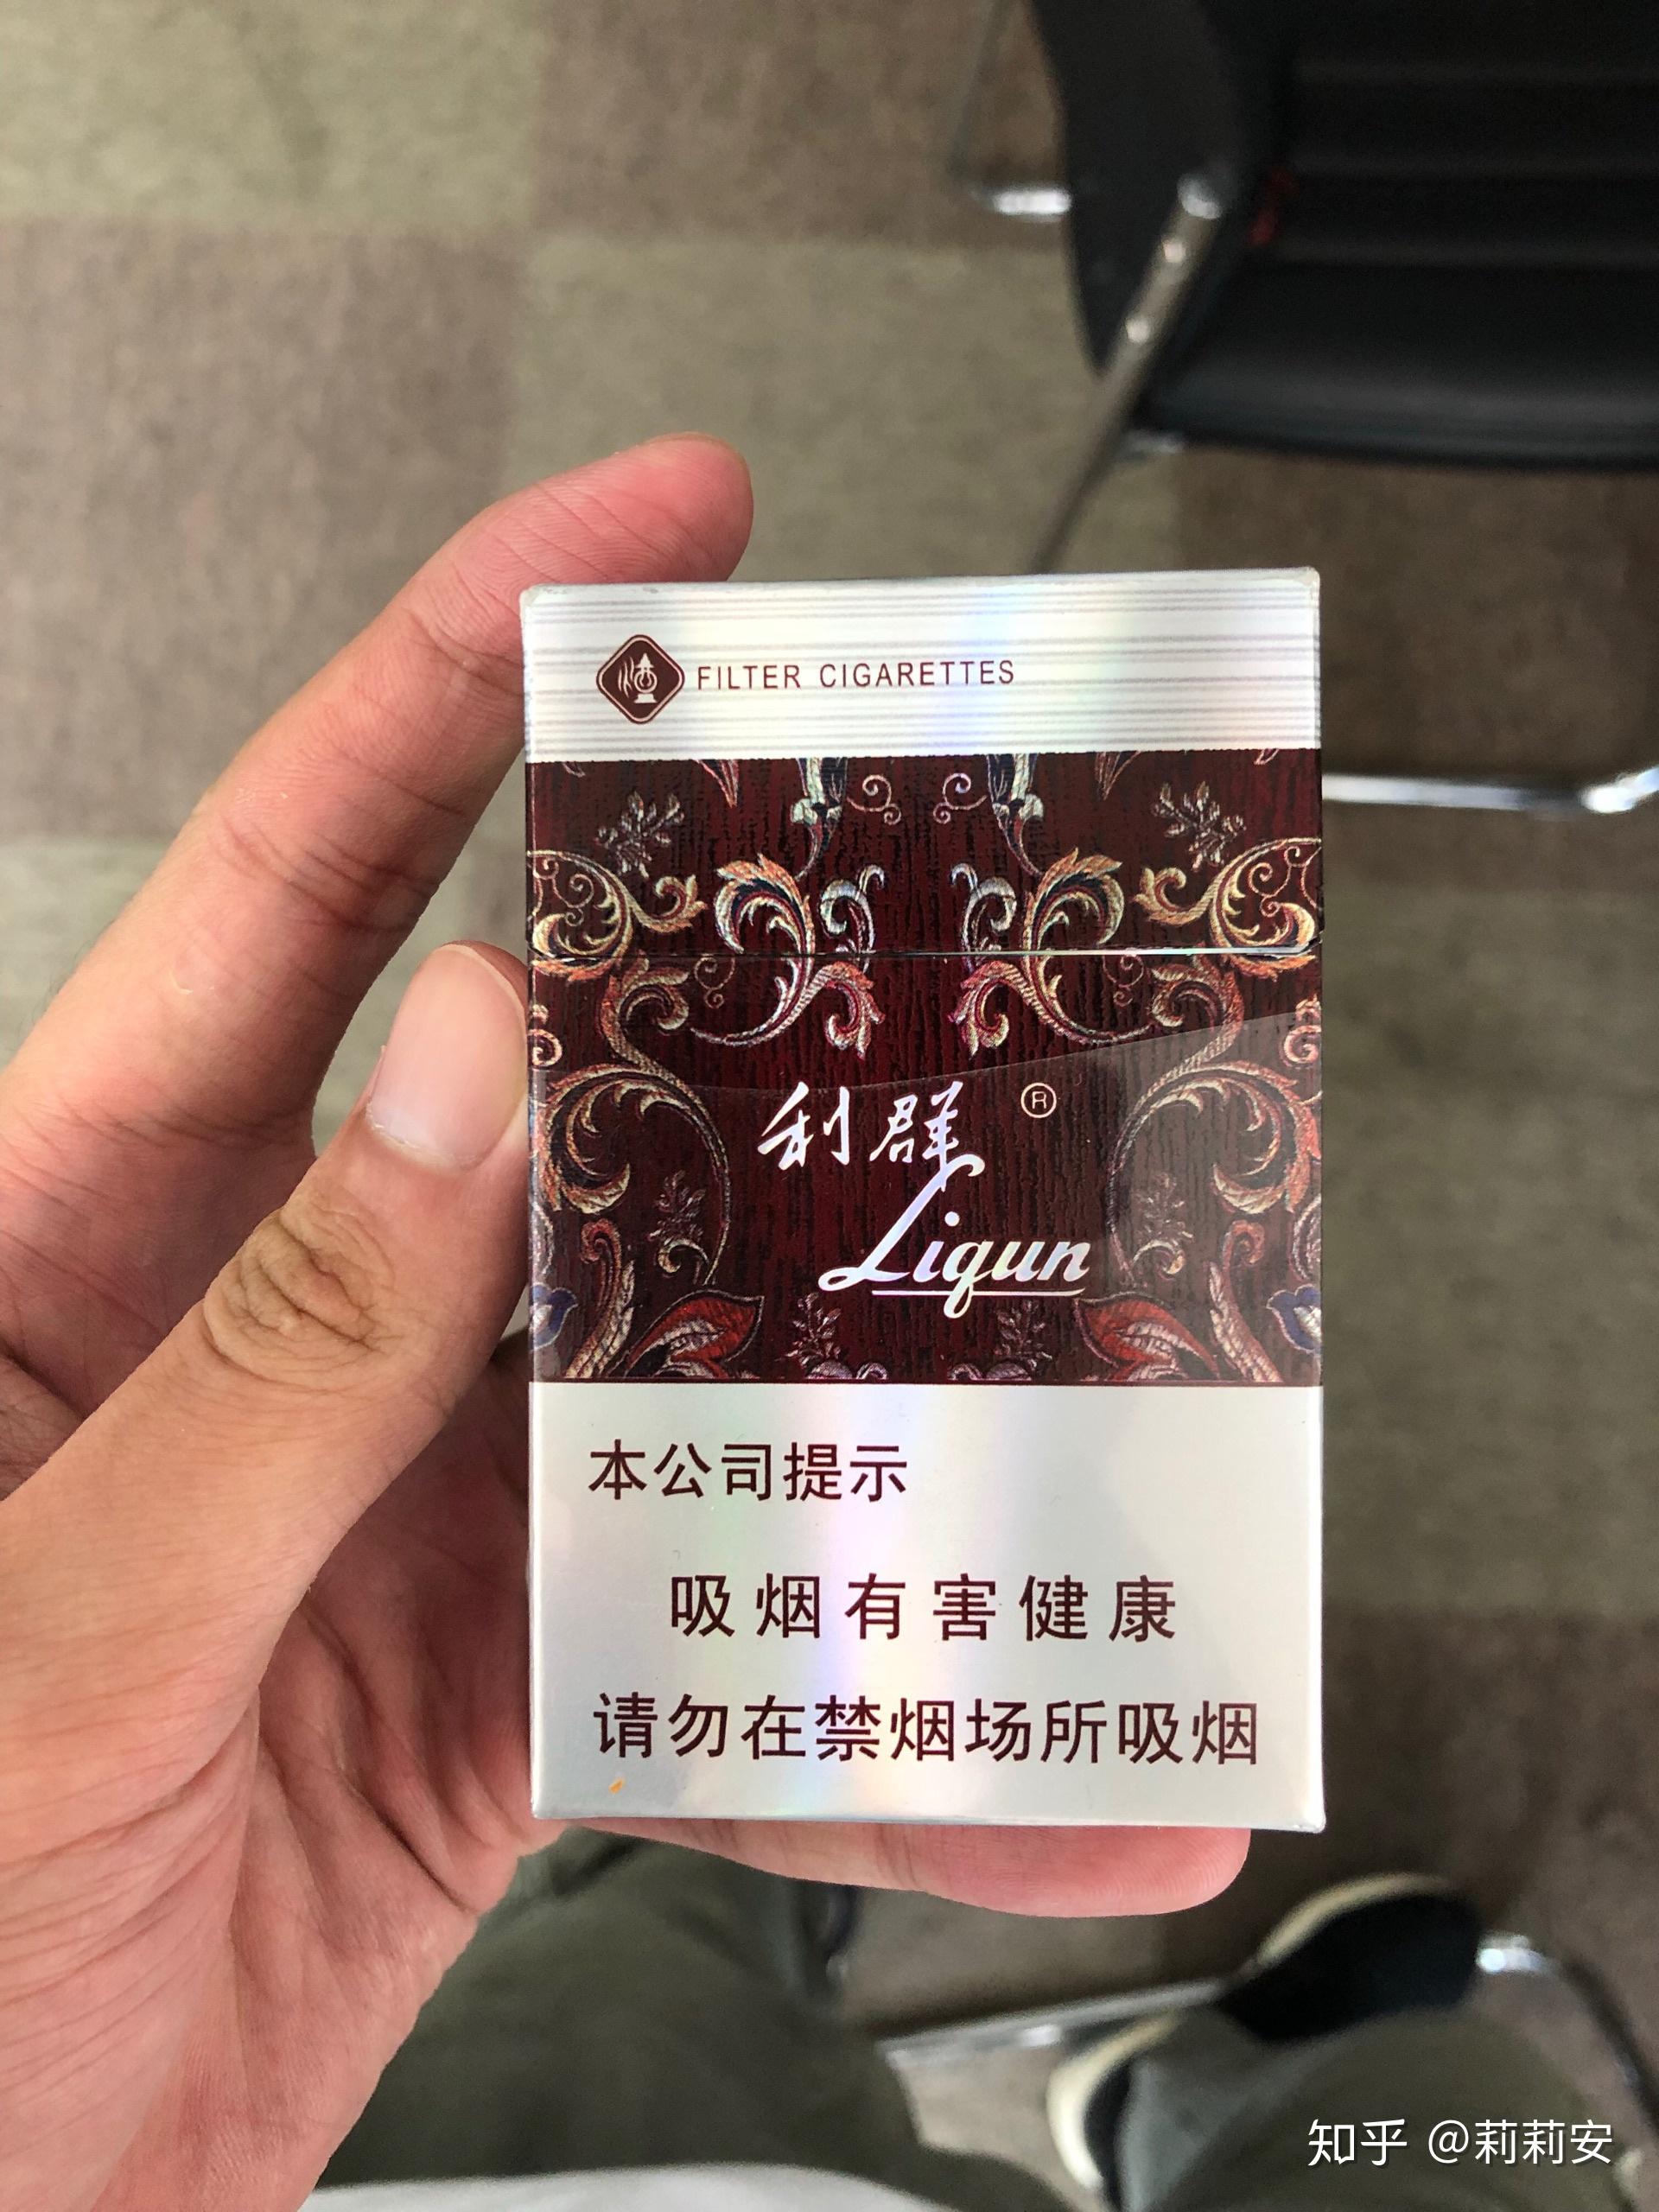 FILTER CIGARETTES
利群 ®
Liqun
本公司提示
吸烟有害健康
请勿在禁烟场所吸烟
知乎 @莉莉安